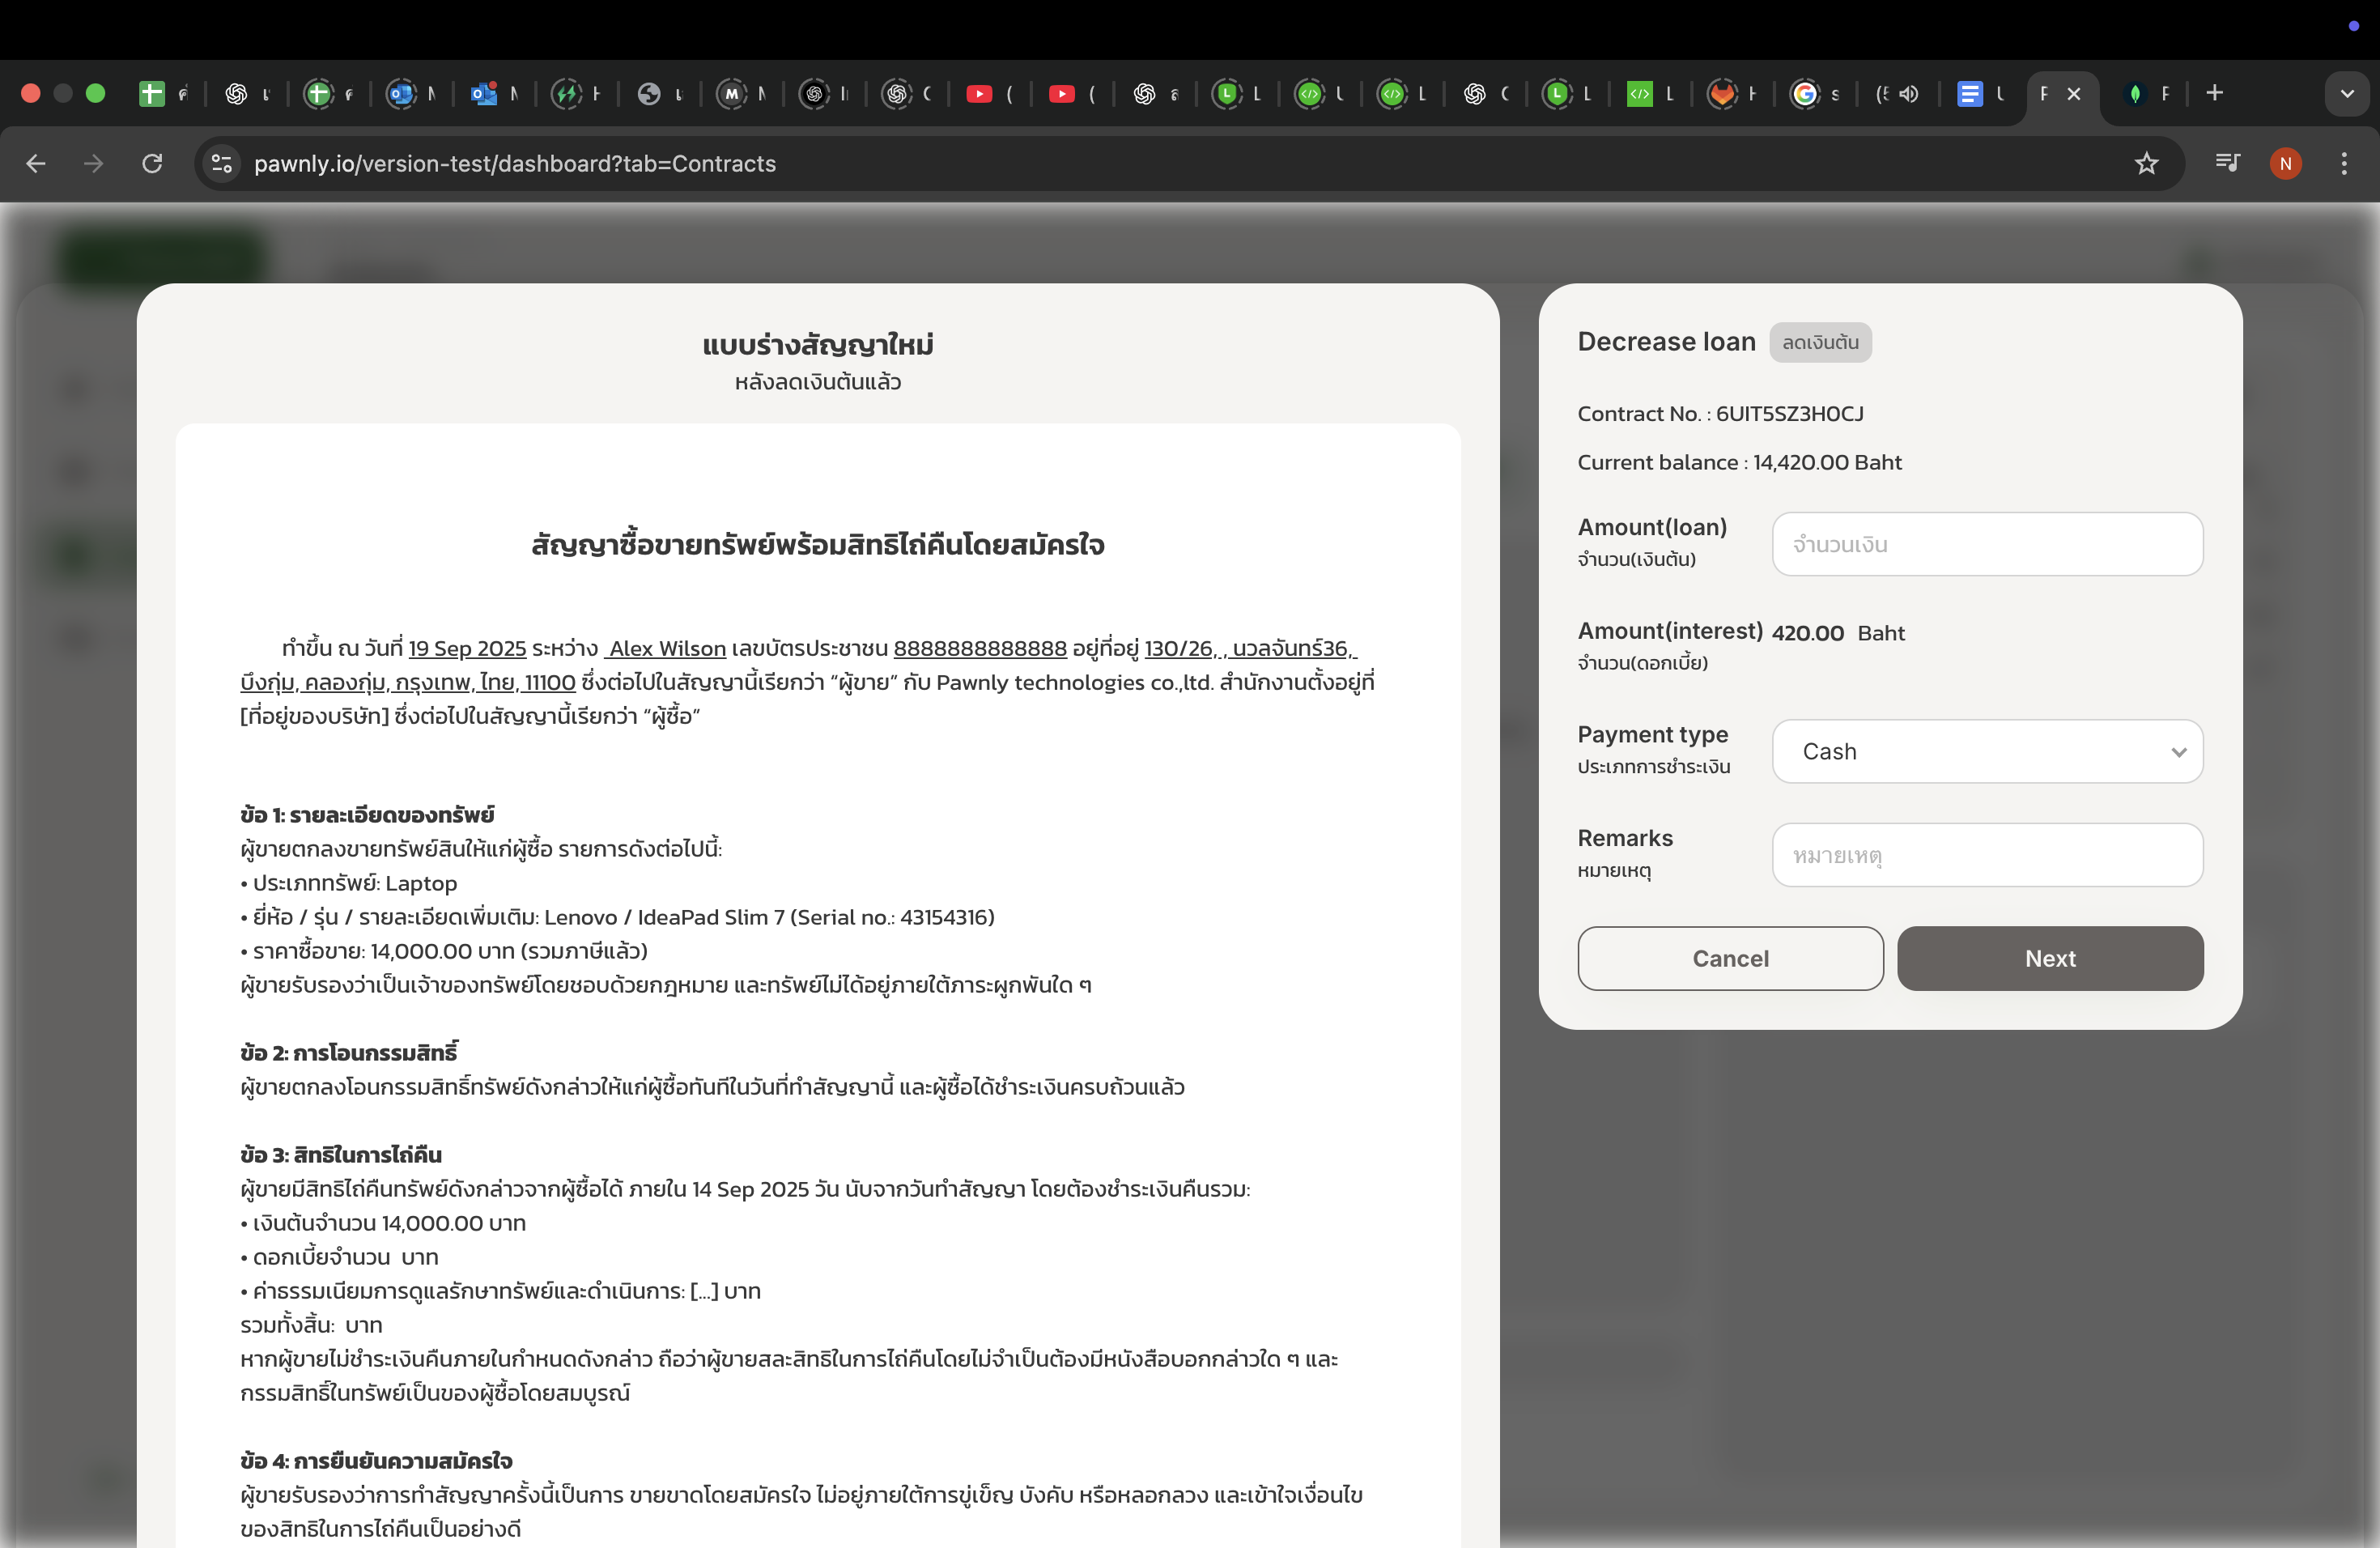 pawnly.io/version-test/dashboard?tab=Contracts
N
แบบร่างสัญญาใหม่
หลังลดเงินต้นแล้ว
สัญญาซื้อขายทรัพย์พร้อมสิทธิไถ่คืนโดยสมัครใจ
ทำขึ้น ณ วันที่ 19 Sep 2025 ระหว่าง Alex Wilson เลขบัตรประชาชน 8888888888888 อยู่ที่อยู่ 130/26, , นวลจันทร์36,
บึงกุ่ม, คลองกุ่ม, กรุงเทพ, ไทย, 11100 ซึ่งต่อไปในสัญญานี้เรียกว่า “ผู้ขาย” กับ Pawnly technologies co.,ltd. สำนักงานตั้งอยู่ที่
[ที่อยู่ของบริษัท] ซึ่งต่อไปในสัญญานี้เรียกว่า “ผู้ซื้อ”
ข้อ 1: รายละเอียดของทรัพย์
ผู้ขายตกลงขายทรัพย์สินให้แก่ผู้ซื้อ รายการดังต่อไปนี้:
• ประเภททรัพย์: Laptop
• ยี่ห้อ / รุ่น / รายละเอียดเพิ่มเติม: Lenovo / IdeaPad Slim 7 (Serial no.: 43154316)
• ราคาซื้อขาย: 14,000.00 บาท (รวมภาษีแล้ว)
ผู้ขายรับรองว่าเป็นเจ้าของทรัพย์โดยชอบด้วยกฎหมาย และทรัพย์ไม่ได้อยู่ภายใต้ภาระผูกพันใด ๆ
ข้อ 2: การโอนกรรมสิทธิ์
ผู้ขายตกลงโอนกรรมสิทธิ์ทรัพย์ดังกล่าวให้แก่ผู้ซื้อทันทีในวันที่ทำสัญญานี้ และผู้ซื้อได้ชำระเงินครบถ้วนแล้ว
ข้อ 3: สิทธิในการไถ่คืน
ผู้ขายมีสิทธิไถ่คืนทรัพย์ดังกล่าวจากผู้ซื้อได้ ภายใน 14 Sep 2025 วัน นับจากวันทำสัญญา โดยต้องชำระเงินคืนรวม:
• เงินต้นจำนวน 14,000.00 บาท
• ดอกเบี้ยจำนวน  บาท
• ค่าธรรมเนียมการดูแลรักษาทรัพย์และดำเนินการ: [...] บาท
รวมทั้งสิ้น:  บาท
หากผู้ขายไม่ชำระเงินคืนภายในกำหนดดังกล่าว ถือว่าผู้ขายสละสิทธิในการไถ่คืนโดยไม่จำเป็นต้องมีหนังสือบอกกล่าวใด ๆ และ
กรรมสิทธิ์ในทรัพย์เป็นของผู้ซื้อโดยสมบูรณ์
ข้อ 4: การยืนยันความสมัครใจ
ผู้ขายรับรองว่าการทำสัญญาครั้งนี้เป็นการ ขายขาดโดยสมัครใจ ไม่อยู่ภายใต้การขู่เข็ญ บังคับ หรือหลอกลวง และเข้าใจเงื่อนไข
ของสิทธิในการไถ่คืนเป็นอย่างดี
Decrease loan ลดเงินต้น
Contract No. : 6UIT5SZ3H0CJ
Current balance : 14,420.00 Baht
Amount(loan)
จำนวน(เงินต้น)
จำนวนเงิน
Amount(interest) 420.00 Baht
จำนวน(ดอกเบี้ย)
Payment type
ประเภทการชำระเงิน
Cash
Remarks
หมายเหตุ
หมายเหตุ
Cancel
Next